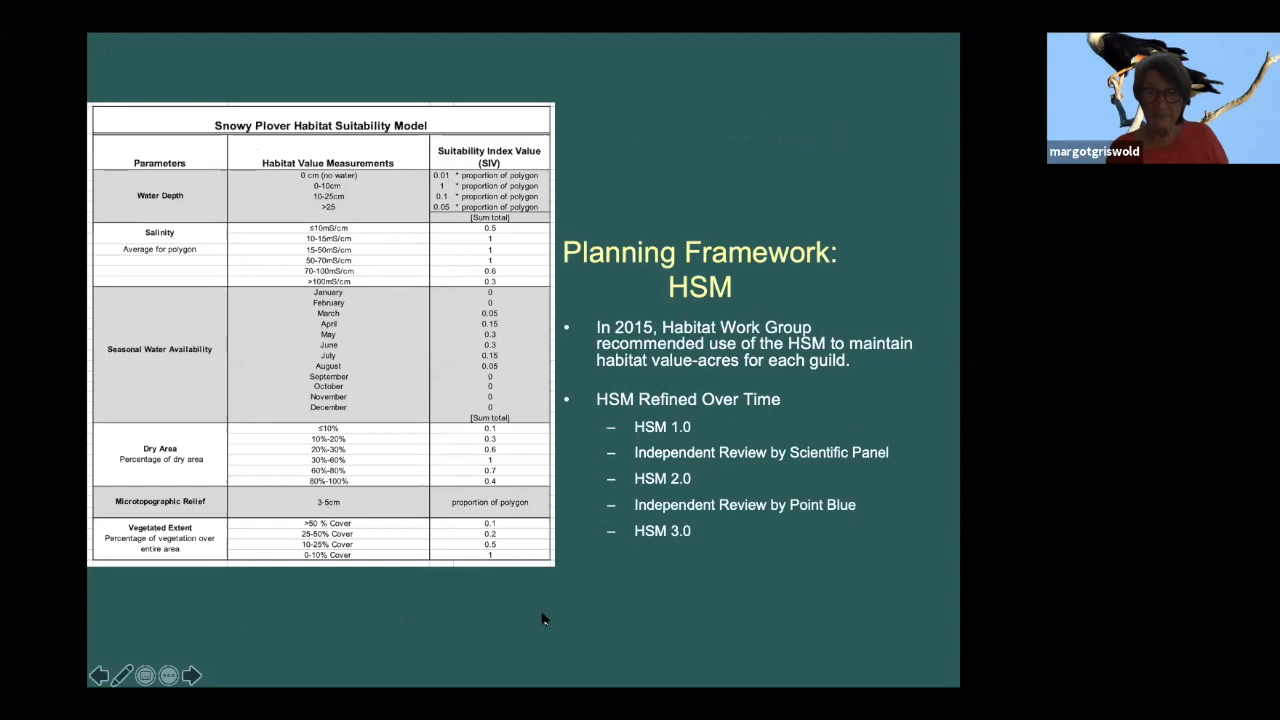 Snowy Plover Habitat Suitability Model
Parameters Habitat Value Measurements Suitability Index Value (SIV)
Water Depth
0 cm (no water) 0.01 * proportion of polygon
0-10cm 1 * proportion of polygon
10-25cm 0.1 * proportion of polygon
>25 0.05 * proportion of polygon
[Sum total]
Salinity
Average for polygon
≤10mS/cm 0.5
10-15mS/cm 1
15-50mS/cm 1
50-70mS/cm 1
70-100mS/cm 0.6
>100mS/cm 0.3
Seasonal Water Availability
January 0
February 0
March 0.05
April 0.15
May 0.3
June 0.3
July 0.15
August 0.05
September 0
October 0
November 0
December 0
[Sum total]
Dry Area
Percentage of dry area
≤10% 0.1
10%-20% 0.3
20%-30% 0.6
30%-60% 1
60%-80% 0.7
80%-100% 0.4
Microtopographic Relief 3-5cm proportion of polygon
Vegetated Extent
Percentage of vegetation over
entire area
>50 % Cover 0.1
25-50% Cover 0.2
10-25% Cover 0.5
0-10% Cover 1
Planning Framework:
HSM
• In 2015, Habitat Work Group
recommended use of the HSM to maintain
habitat value-acres for each guild.
• HSM Refined Over Time
– HSM 1.0
– Independent Review by Scientific Panel
– HSM 2.0
– Independent Review by Point Blue
– HSM 3.0
margotgriswold